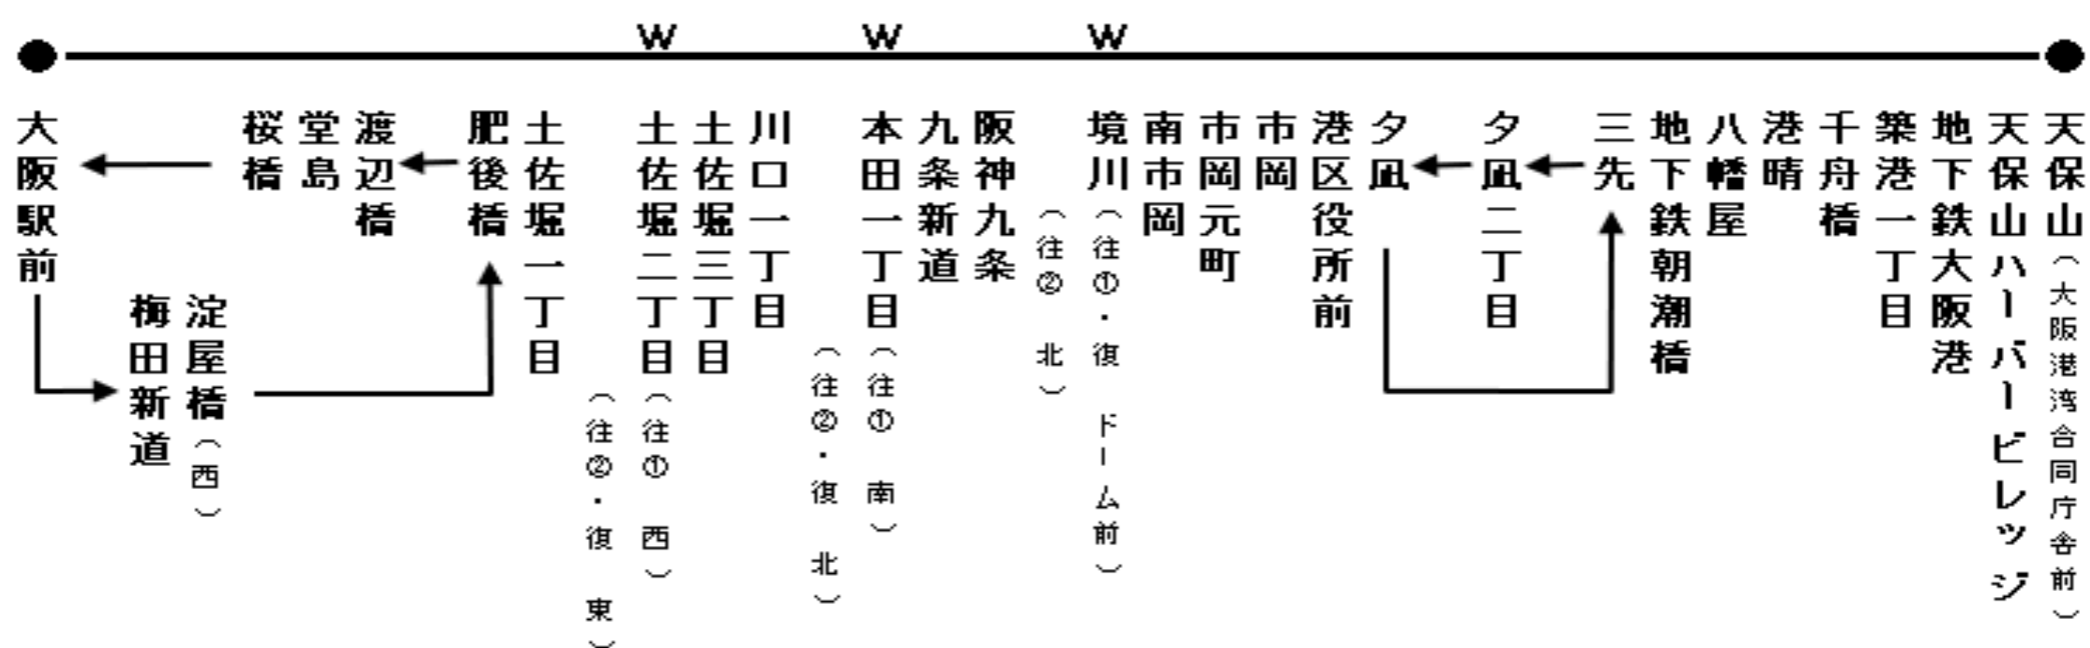 W
W
W
大阪駅前
梅田新道
淀屋橋（西）
桜橋
堂島
渡辺橋
肥後橋
土佐堀一丁目
（往②・復 東）
土佐堀二丁目（往① 西）
土佐堀三丁目
川口一丁目
（往②・復 北）
本田一丁目（往① 南）
九条新道
阪神九条
（往② 北）
境川（往①・復 ドーム前）
南市岡
市岡元町
市岡
港区役所前
夕凪
夕凪二丁目
三先
地下鉄朝潮橋
八幡屋
港晴
千舟橋
築港一丁目
地下鉄大阪港
天保山ハーバービレッジ
天保山（大阪港湾合同庁舎前）